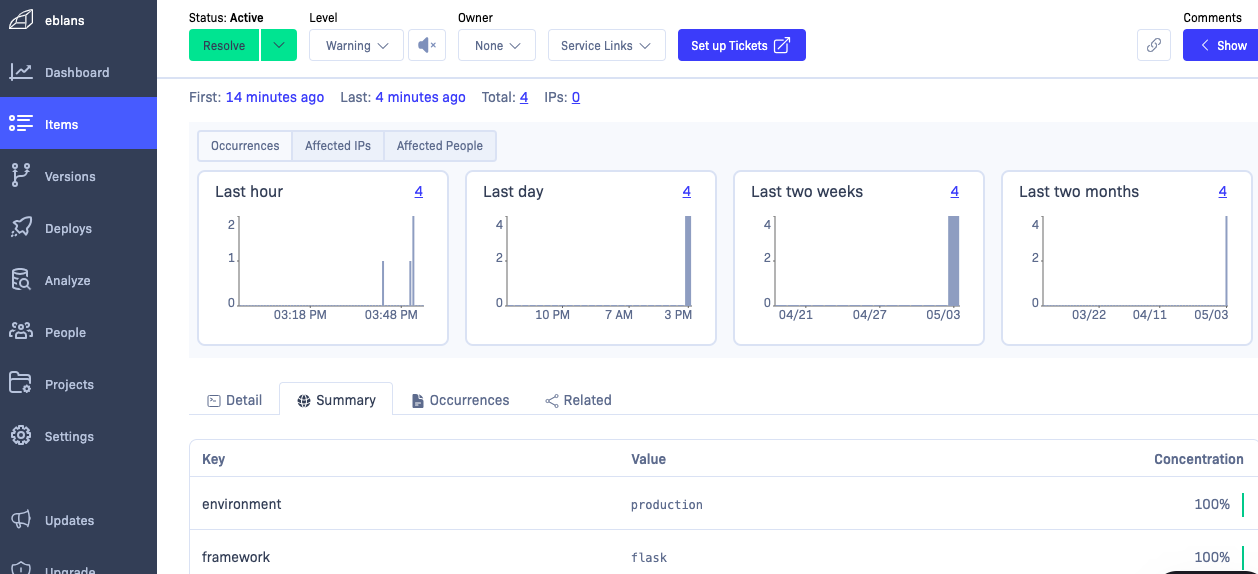 eblans
Dashboard
Items
Versions
Deploys
Analyze
People
Projects
Settings
Updates
Upgrade
Status: Active Level Owner Comments
Resolve Warning None Service Links Set up Tickets Show
First: 14 minutes ago Last: 4 minutes ago Total: 4 IPs: 0
Occurrences Affected IPs Affected People
Last hour 4
2
1
0
03:18 PM 03:48 PM
Last day 4
4
2
0
10 PM 7 AM 3 PM
Last two weeks 4
4
2
0
04/21 04/27 05/03
Last two months 4
4
2
0
03/22 04/11 05/03
Detail Summary Occurrences Related
Key Value Concentration
environment production 100%
framework flask 100%